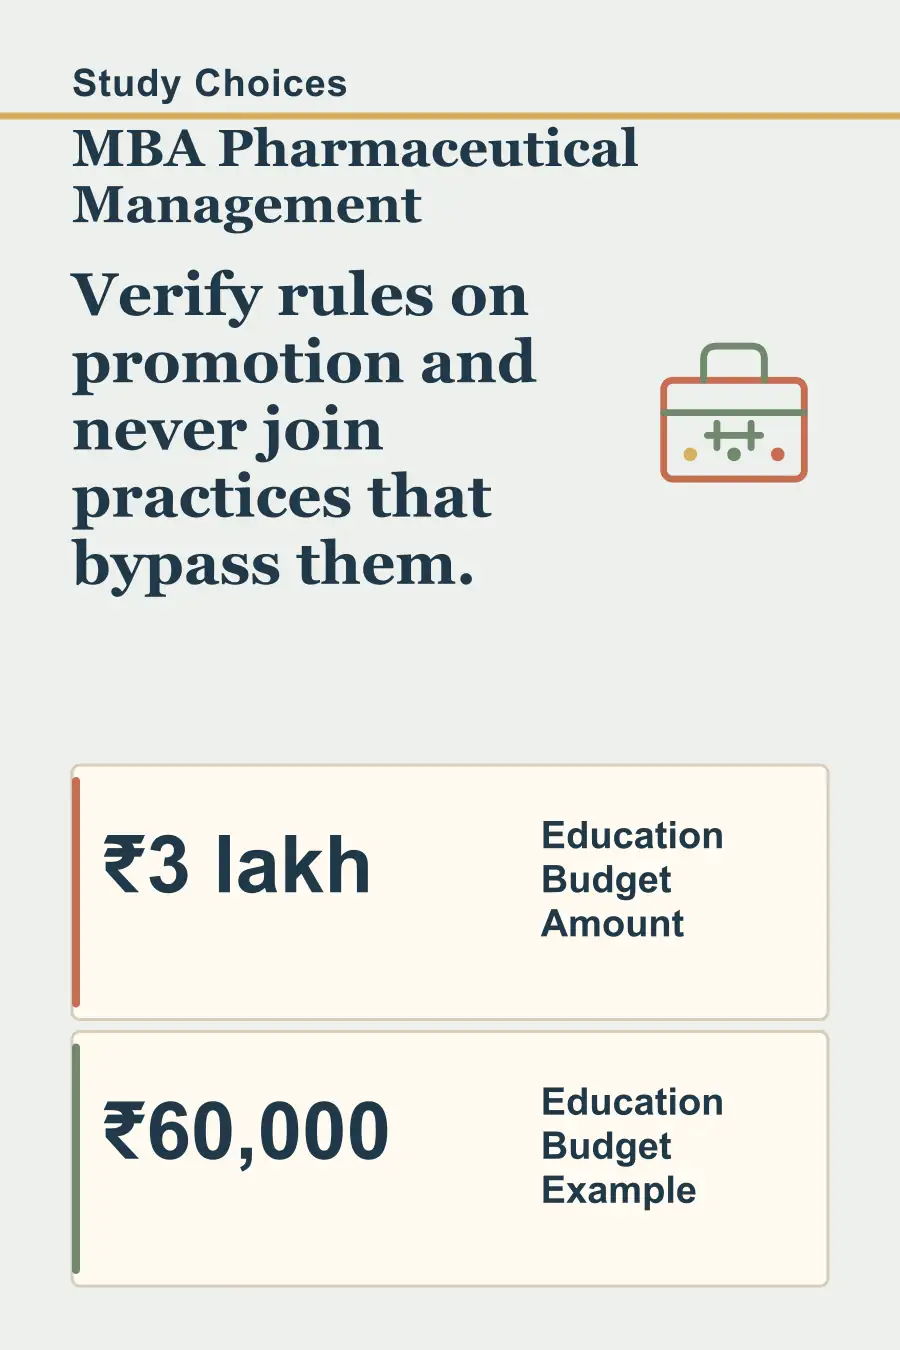 Study Choices
MBA Pharmaceutical
Management
Verify rules on
promotion and
never join
practices that
bypass them.
₹3 lakh
Education
Budget
Amount
₹60,000
Education
Budget
Example